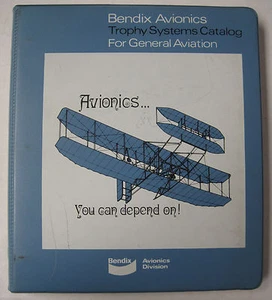 Bendix Avionics
Trophy Systems Catalog
For General Aviation
Avionics...
You can depend on!
Bendix
Avionics
Division